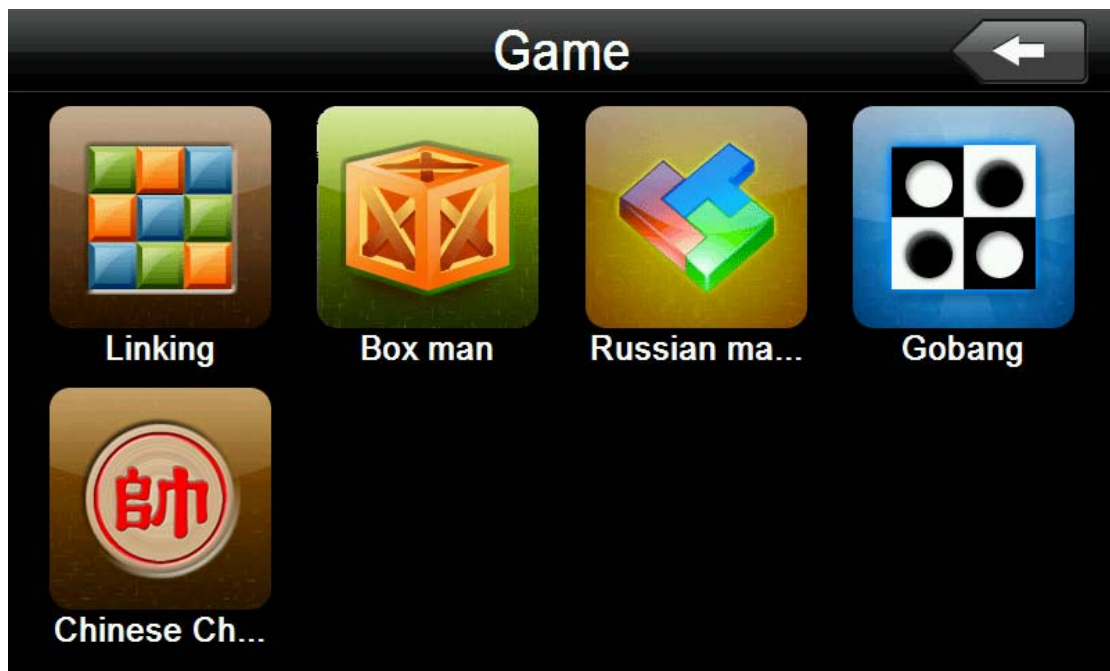 Game
Linking
Box man
Russian ma...
Gobang
帥
Chinese Ch...